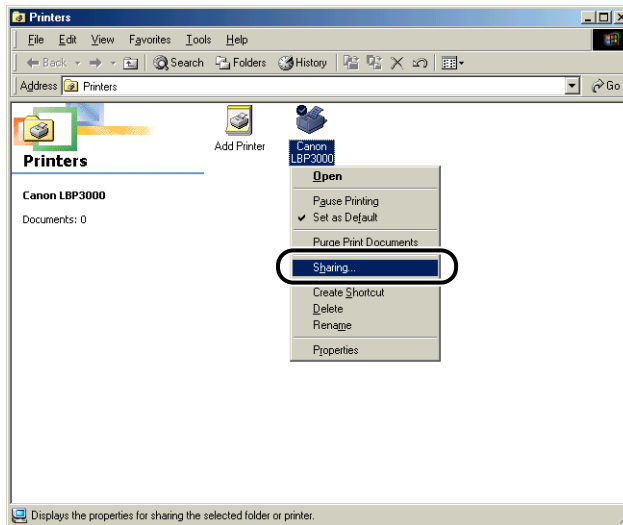 Printers
File Edit View Favorites Tools Help
Back Search Folders History
Address Printers Go
Add Printer
Canon
LBP3000
Printers
Canon LBP3000
Documents: 0
Open
Pause Printing
Set as Default
Purge Print Documents
Sharing...
Create Shortcut
Delete
Rename
Properties
Displays the properties for sharing the selected folder or printer.